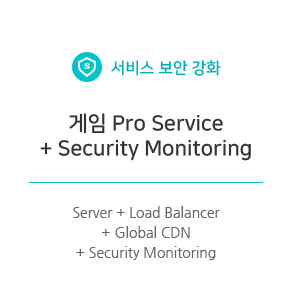 S
서비스 보안 강화
게임 Pro Service
+ Security Monitoring
Server + Load Balancer
+ Global CDN
+ Security Monitoring